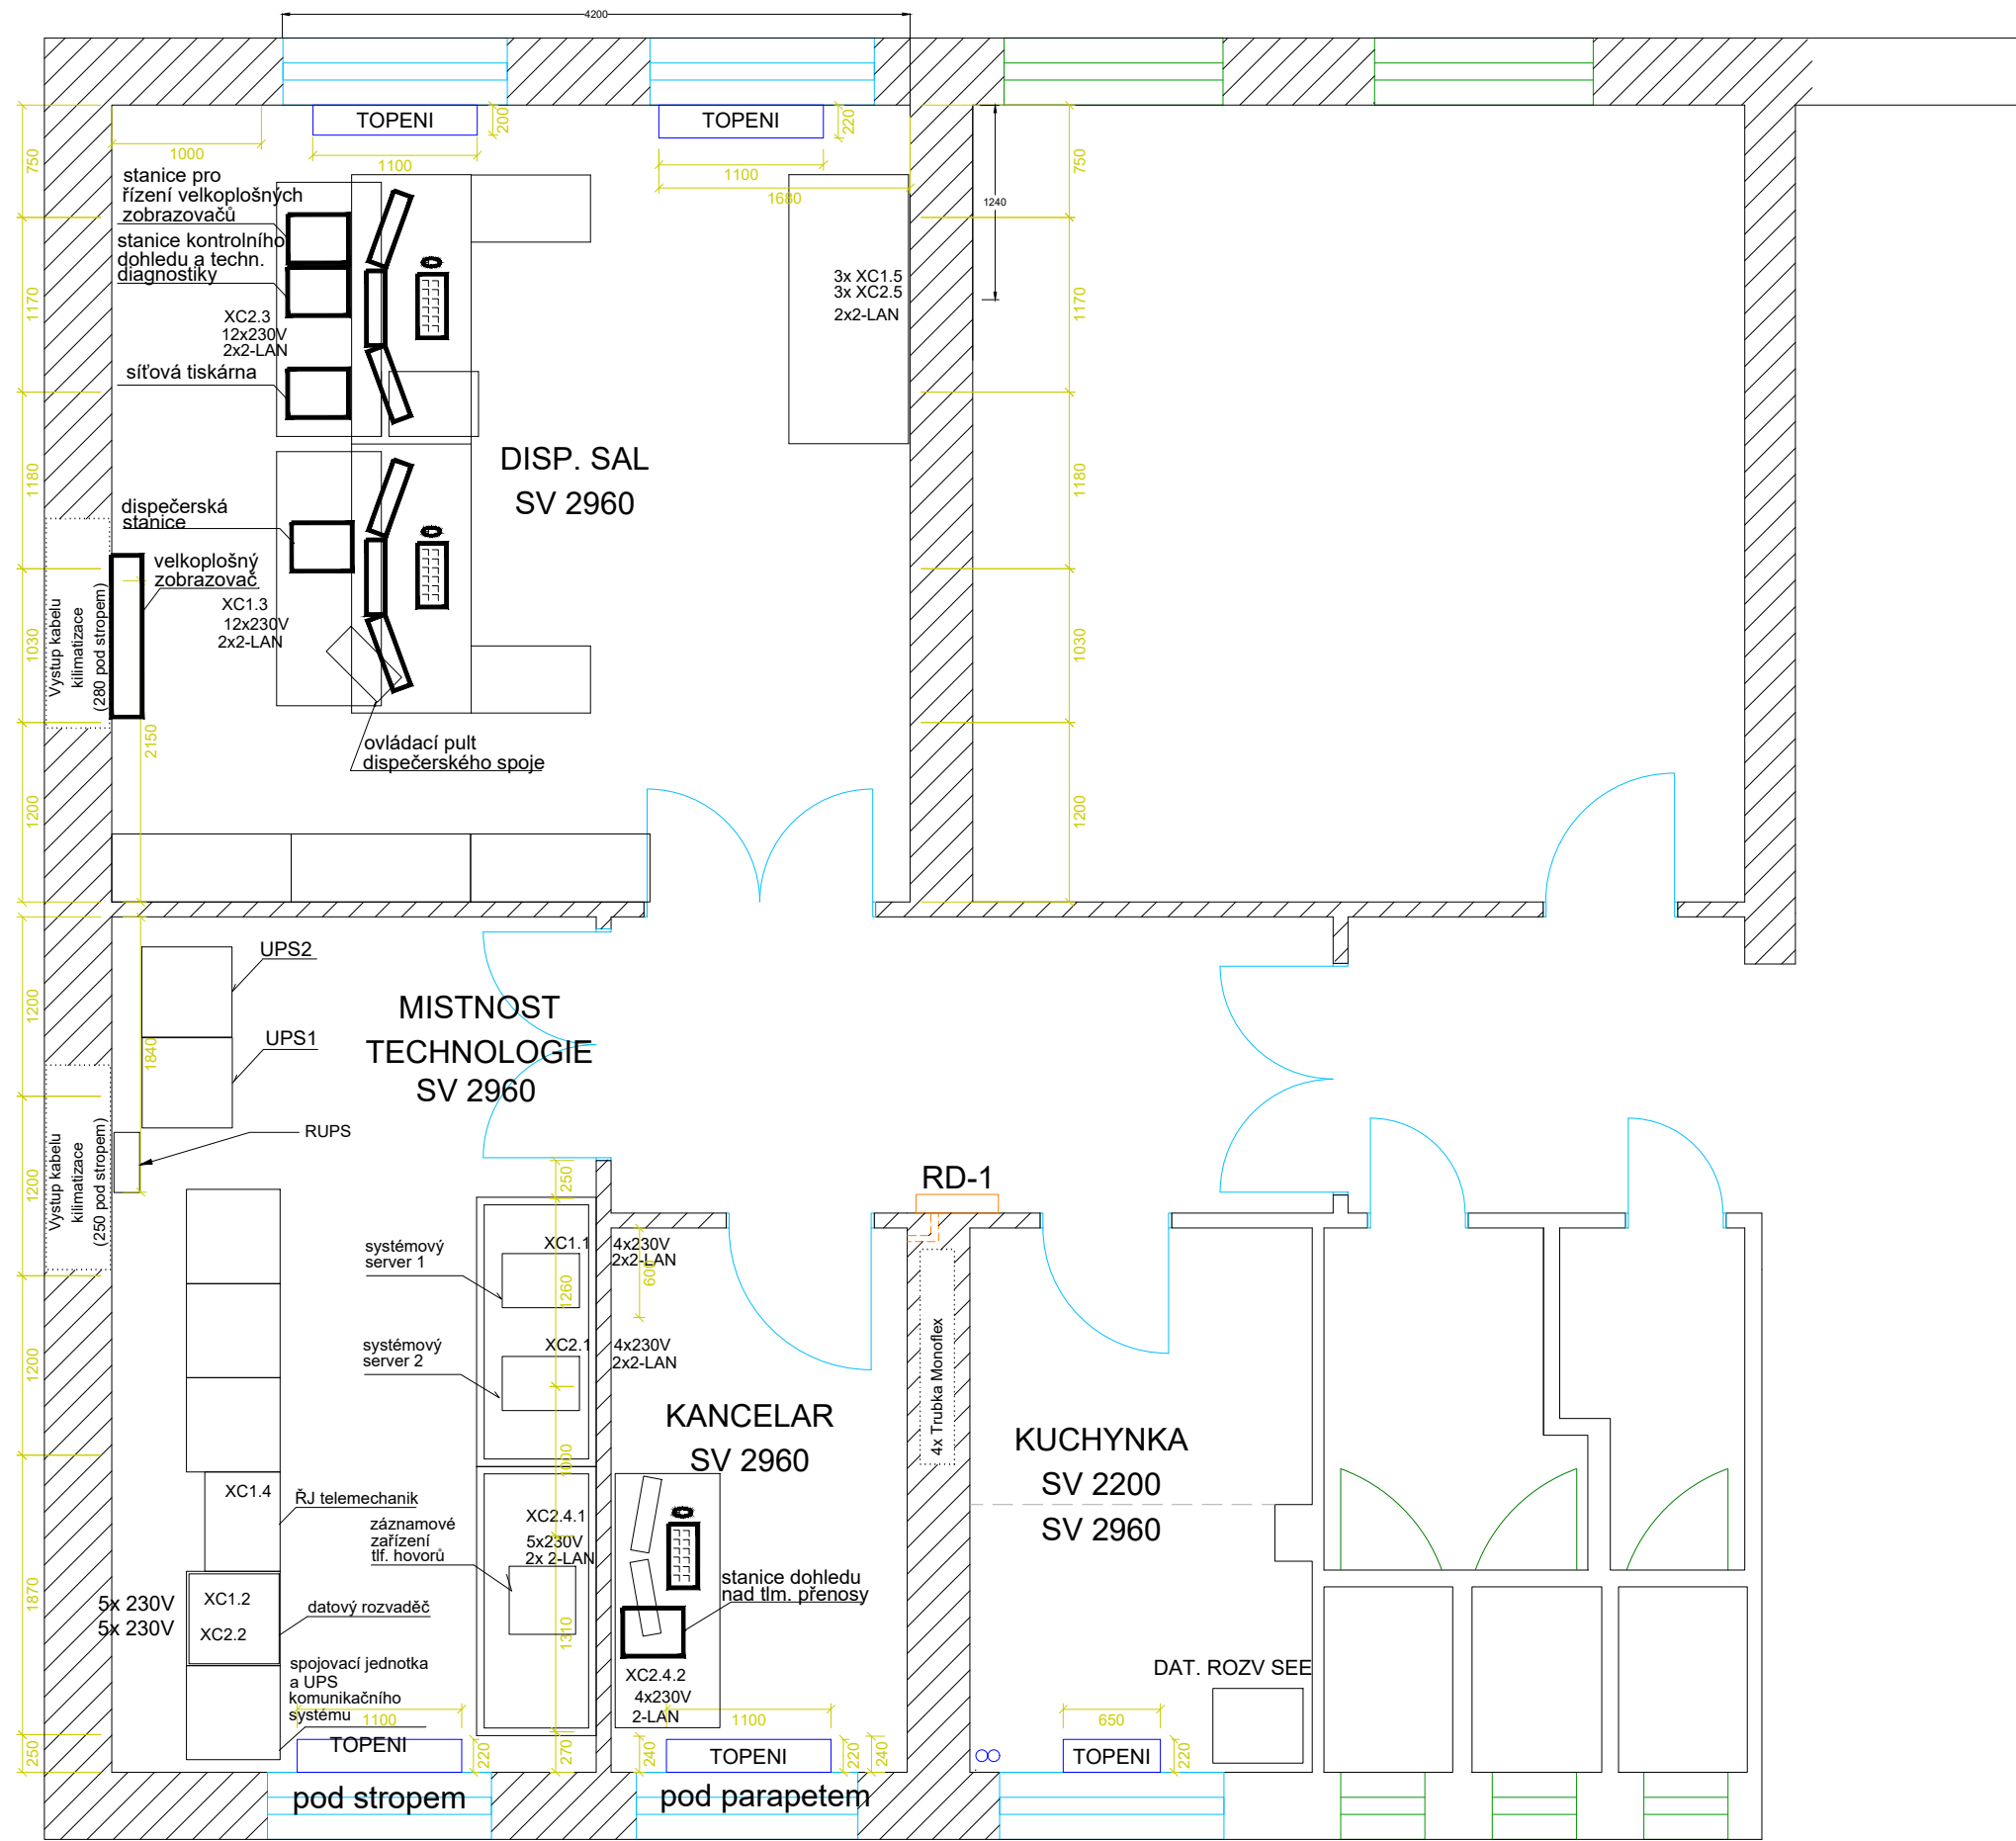 4200
TOPENI
TOPENI
200
220
1000
1100
1100
1680
750
750
1240
stanice pro
řízení velkoplošných
zobrazovačů
stanice kontrolního
dohledu a techn.
diagnostiky
XC2.3
12x230V
2x2-LAN
síťová tiskárna
3x XC1.5
3x XC2.5
2x2-LAN
1170
1170
DISP. SAL
SV 2960
1180
1180
dispečerská
stanice
velkoplošný
zobrazovač
XC1.3
12x230V
2x2-LAN
Vystup kabelu
kilimatizace
(280 pod stropem)
1030
1030
2150
ovládací pult
dispečerského spoje
1200
1200
UPS2
UPS1
1200
1840
MISTNOST
TECHNOLOGIE
SV 2960
RUPS
Vystup kabelu
kilimatizace
(250 pod stropem)
1200
RD-1
250
systémový
server 1
XC1.1
4x230V
2x2-LAN
600
1260
systémový
server 2
XC2.1
4x230V
2x2-LAN
1200
4x Trubka Monoflex
KANCELAR
SV 2960
KUCHYNKA
SV 2200
SV 2960
1000
XC1.4
ŘJ telemechanik
záznamové
zařízení
tlf. hovorů
XC2.4.1
5x230V
2x 2-LAN
stanice dohledu
nad tlm. přenosy
1870
5x 230V
5x 230V
XC1.2
XC2.2
datový rozvaděč
1310
spojovací jednotka
a UPS
komunikačního
systému
XC2.4.2
4x230V
2-LAN
DAT. ROZV SEE
1100
1100
650
250
TOPENI
220
270
240
TOPENI
220
240
TOPENI
220
pod stropem
pod parapetem